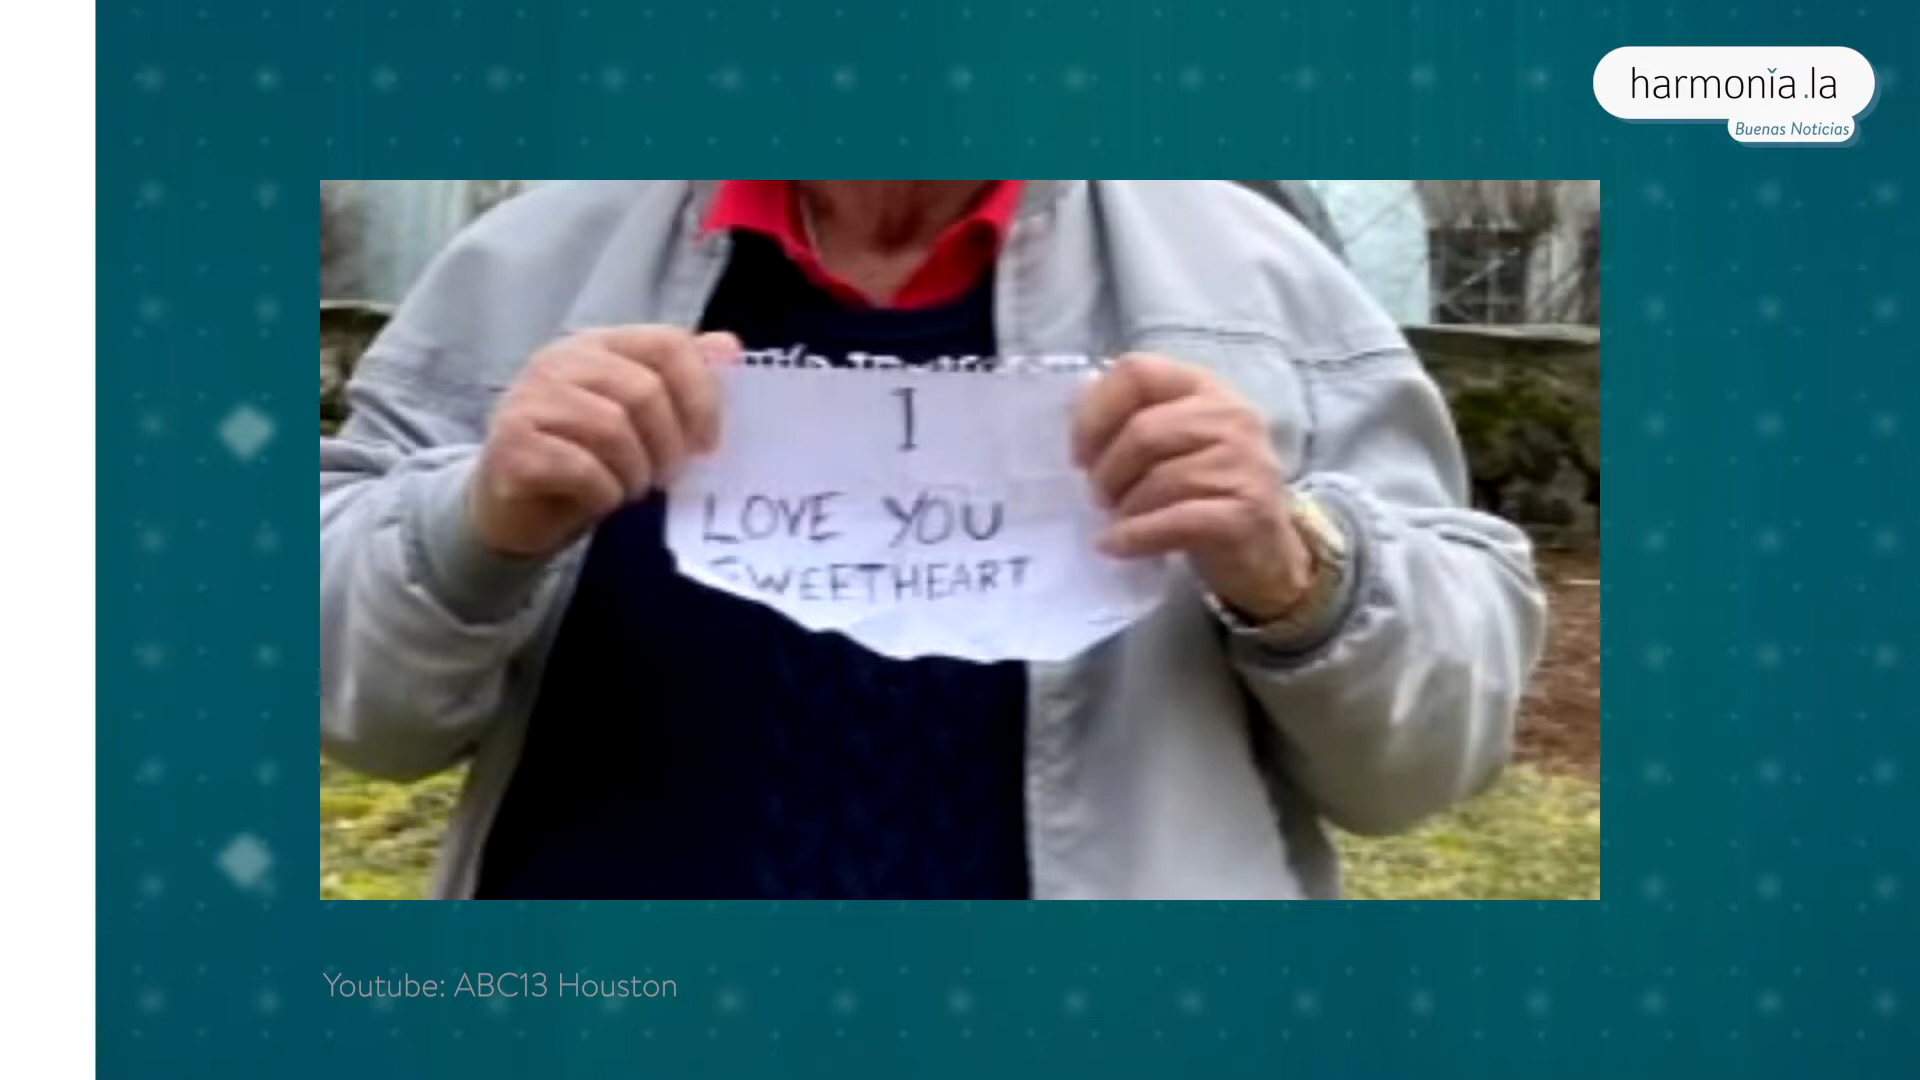 harmonia.la
Buenas Noticias
I
LOVE YOU
SWEETHEART
Youtube: ABC13 Houston